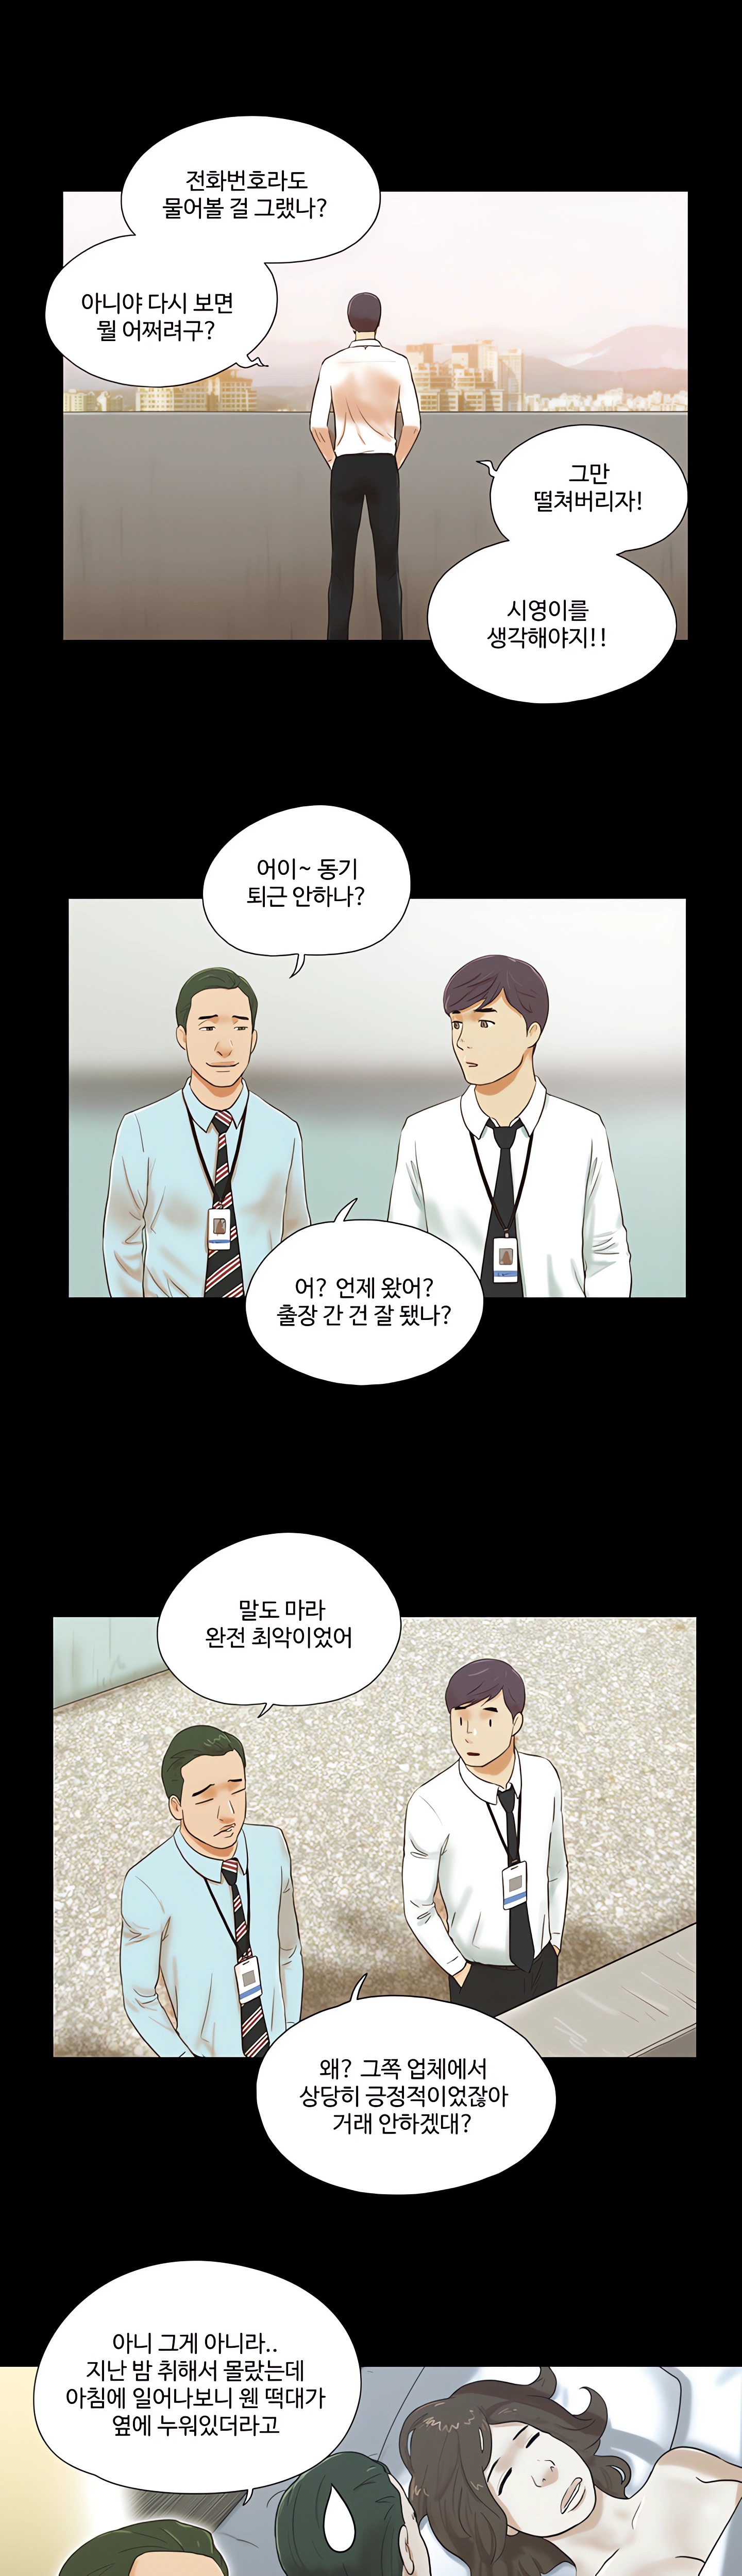 전화번호라도
물어볼 걸 그랬나?
아니야 다시 보면
뭘 어쩌려구?
그만
떨쳐버리자!
시영이를
생각해야지!!
어이~ 동기
퇴근 안하나?
어? 언제 왔어?
출장 간 건 잘 됐나?
말도 마라
완전 최악이었어
왜? 그쪽 업체에서
상당히 긍정적이었잖아
거래 안하겠대?
아니 그게 아니라..
지난 밤 취해서 몰랐는데
아침에 일어나보니 웬 떡대가
옆에 누워있더라고